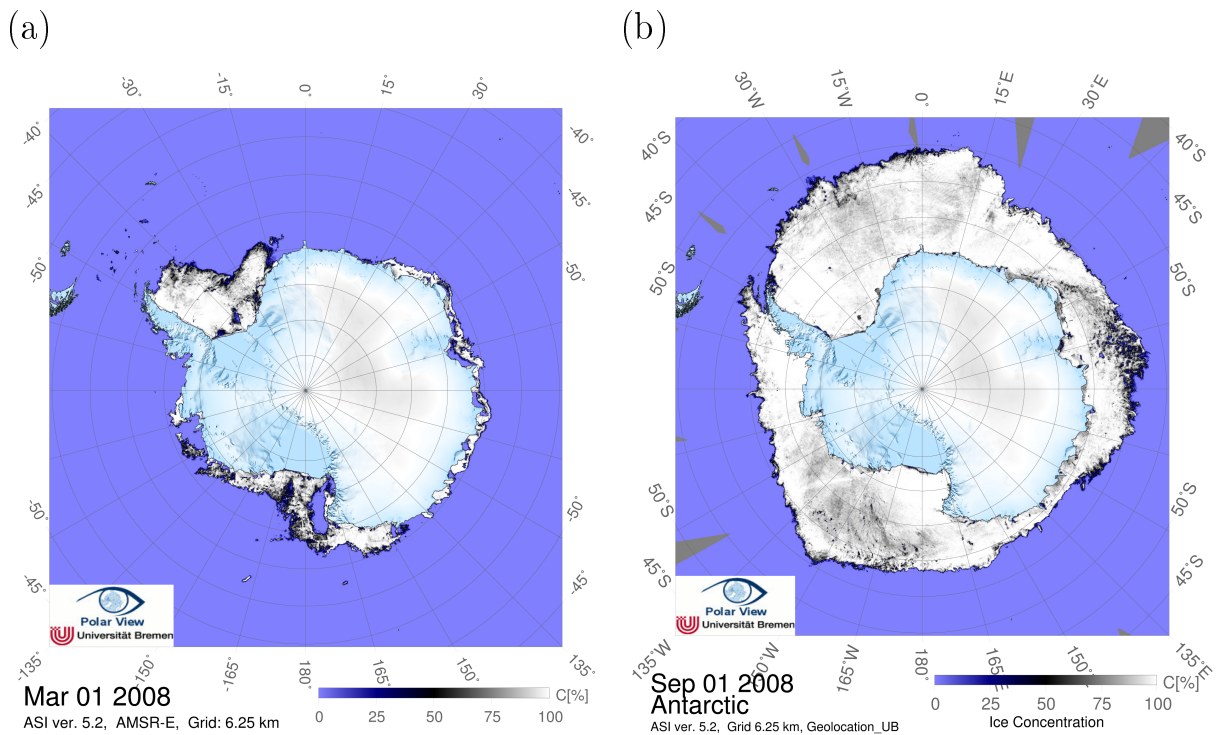 (a)
(b)
-30°
-15°
0°
15°
30°
-40°
-40°
-45°
-45°
-50°
-50°
-50°
-50°
-45°
-45°
-135°
-150°
-165°
180°
165°
150°
135°
Polar View
Universität Bremen
Mar 01 2008
ASI ver. 5.2, AMSR-E, Grid: 6.25 km
C[%]
0 25 50 75 100
30°W
15°W
0°
15°E
30°E
40°S
40°S
45°S
45°S
50°S
50°S
50°S
50°S
45°S
45°S
135°W
165°W
180°
135°E
Polar View
Universität Bremen
Sep 01 2008
Antarctic
ASI ver. 5.2, Grid 6.25 km, Geolocation_UB
C[%]
0 25 50 75 100
Ice Concentration